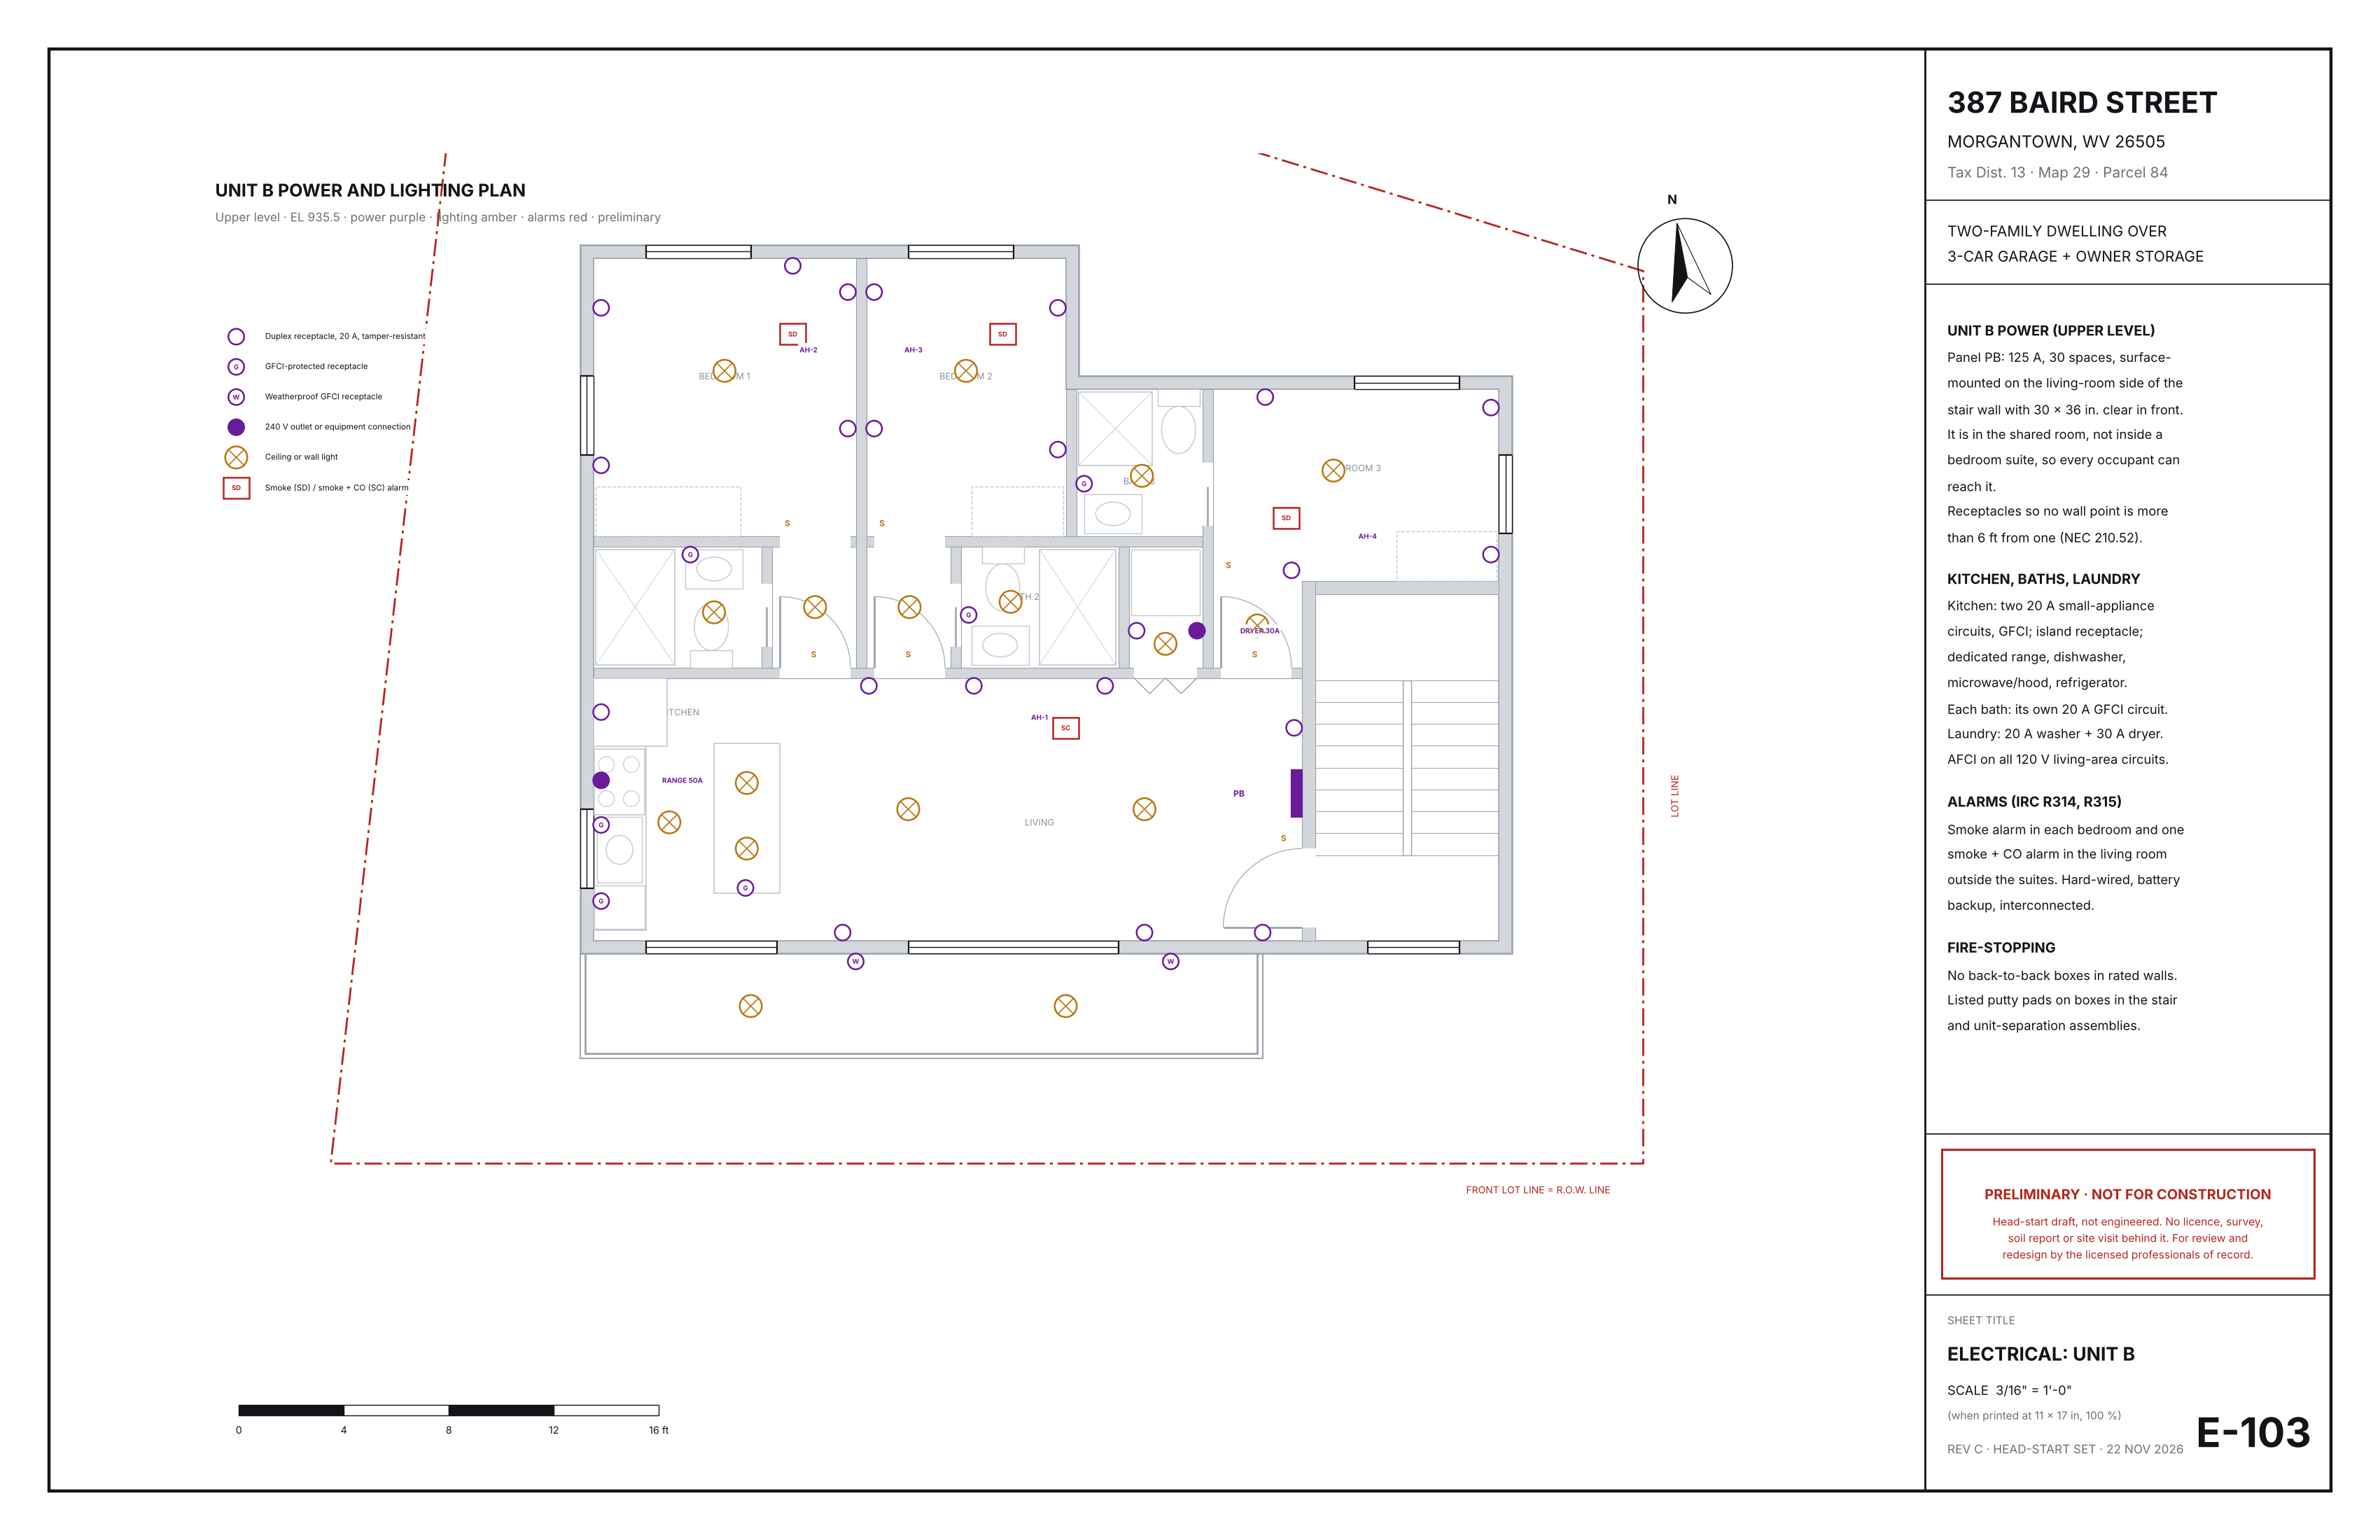 UNIT B POWER AND LIGHTING PLAN
Upper level · EL 935.5 · power purple · lighting amber · alarms red · preliminary
N
Duplex receptacle, 20 A, tamper-resistant
G
GFCI-protected receptacle
W
Weatherproof GFCI receptacle
240 V outlet or equipment connection
Ceiling or wall light
SD
Smoke (SD) / smoke + CO (SC) alarm
SD
SD
AH-2
AH-3
ROOM 3
G
SD
S
S
AH-4
G
S
G
DRYER 30A
S
S
S
AH-1
SC
RANGE 50A
PB
G
LIVING
S
G
G
W
W
LOT LINE
FRONT LOT LINE = R.O.W. LINE
0
4
8
12
16 ft
387 BAIRD STREET
MORGANTOWN, WV 26505
Tax Dist. 13 · Map 29 · Parcel 84
TWO-FAMILY DWELLING OVER
3-CAR GARAGE + OWNER STORAGE
UNIT B POWER (UPPER LEVEL)
Panel PB: 125 A, 30 spaces, surface-
mounted on the living-room side of the
stair wall with 30 × 36 in. clear in front.
It is in the shared room, not inside a
bedroom suite, so every occupant can
reach it.
Receptacles so no wall point is more
than 6 ft from one (NEC 210.52).
KITCHEN, BATHS, LAUNDRY
Kitchen: two 20 A small-appliance
circuits, GFCI; island receptacle;
dedicated range, dishwasher,
microwave/hood, refrigerator.
Each bath: its own 20 A GFCI circuit.
Laundry: 20 A washer + 30 A dryer.
AFCI on all 120 V living-area circuits.
ALARMS (IRC R314, R315)
Smoke alarm in each bedroom and one
smoke + CO alarm in the living room
outside the suites. Hard-wired, battery
backup, interconnected.
FIRE-STOPPING
No back-to-back boxes in rated walls.
Listed putty pads on boxes in the stair
and unit-separation assemblies.
PRELIMINARY · NOT FOR CONSTRUCTION
Head-start draft, not engineered. No licence, survey,
soil report or site visit behind it. For review and
redesign by the licensed professionals of record.
SHEET TITLE
ELECTRICAL: UNIT B
SCALE 3/16" = 1'-0"
(when printed at 11 × 17 in, 100 %)
REV C · HEAD-START SET · 22 NOV 2026
E-103